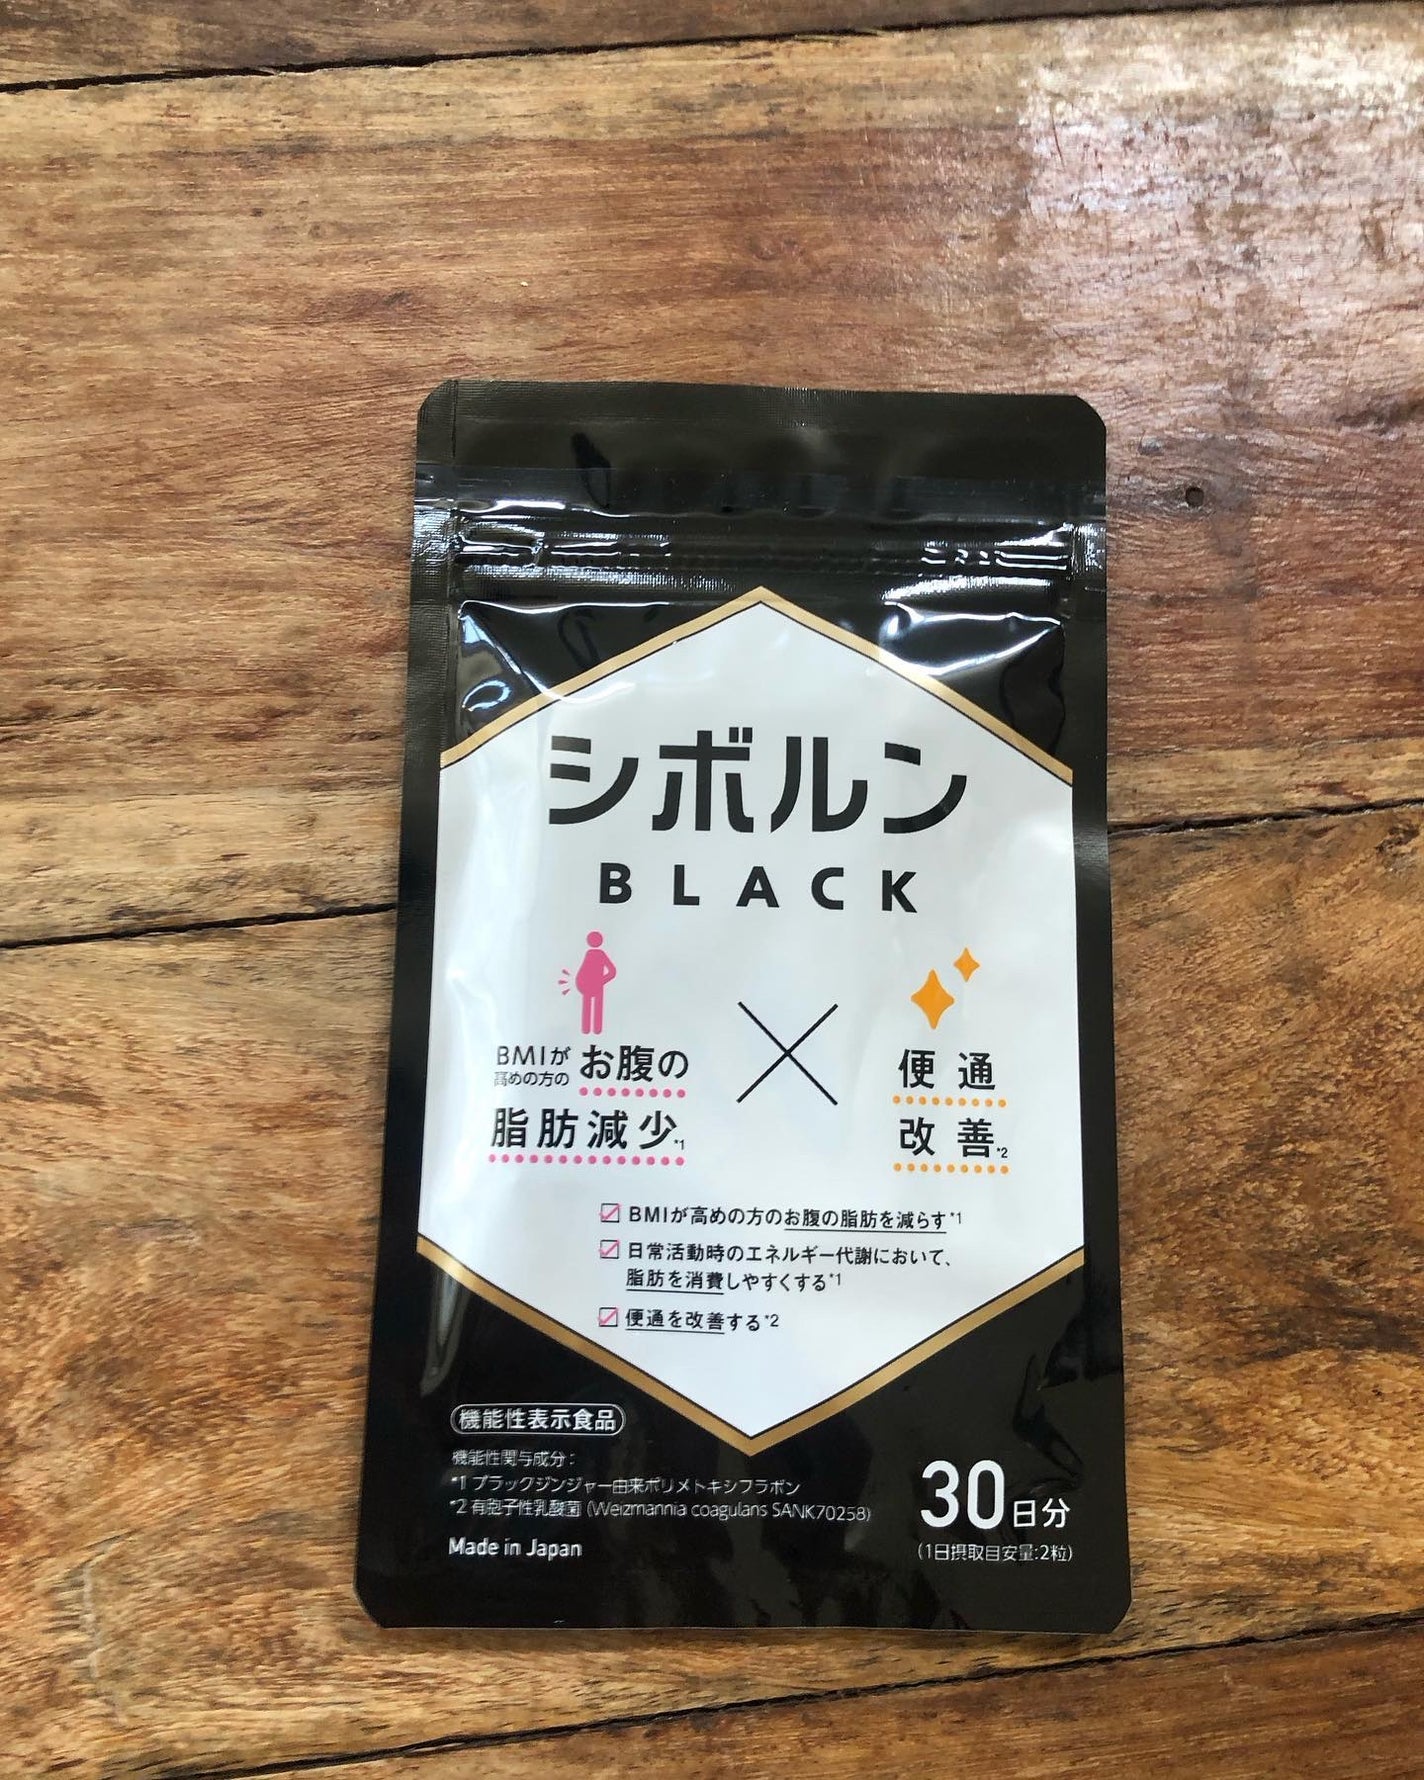 シボルン
BLACK
BMIが
高めの方の
お腹の
脂肪減少*1
便通
改善*2
BMIが高めの方のお腹の脂肪を減らす*1
日常活動時のエネルギー代謝において、
脂肪を消費しやすくする*1
便通を改善する*2
機能性表示食品
機能性関与成分：
*1 ブラックジンジャー由来ポリメトキシフラボン
*2 有胞子性乳酸菌 (Weizmannia coagulans SANK70258)
Made in Japan
30日分
(1日摂取目安量:2粒)